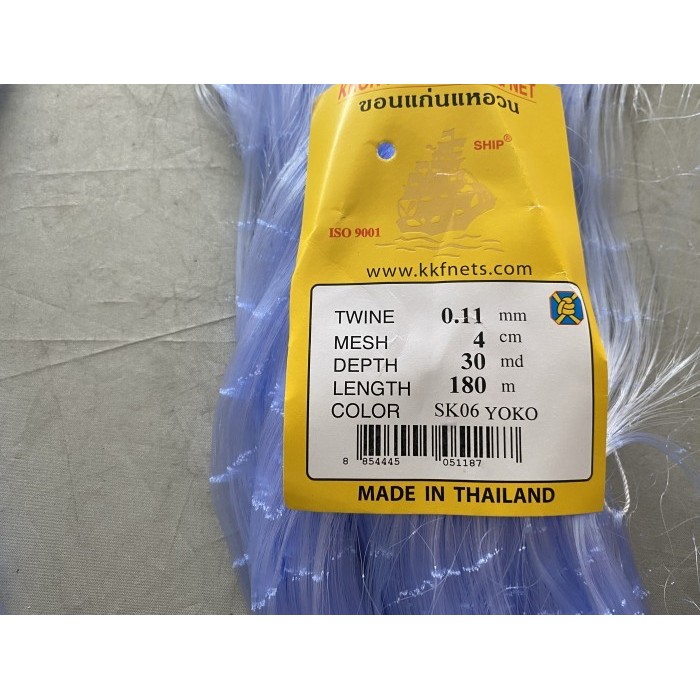 NET
ขอนแก่นแหอวน
SHIP®
ISO 9001
www.kkfnets.com
TWINE 0.11 mm
MESH 4 cm
DEPTH 30 md
LENGTH 180 m
COLOR SK06 YOKO
8 854445 051187
MADE IN THAILAND